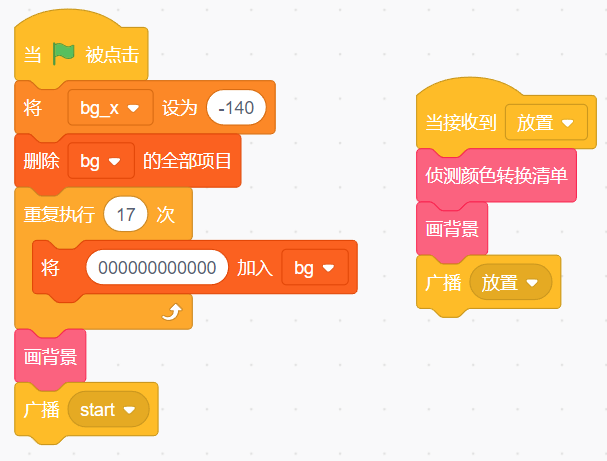 当 被点击
将 bg_x 设为 -140
删除 bg 的全部项目
重复执行 17 次
将 000000000000 加入 bg
画背景
广播 start
当接收到 放置
侦测颜色转换清单
画背景
广播 放置